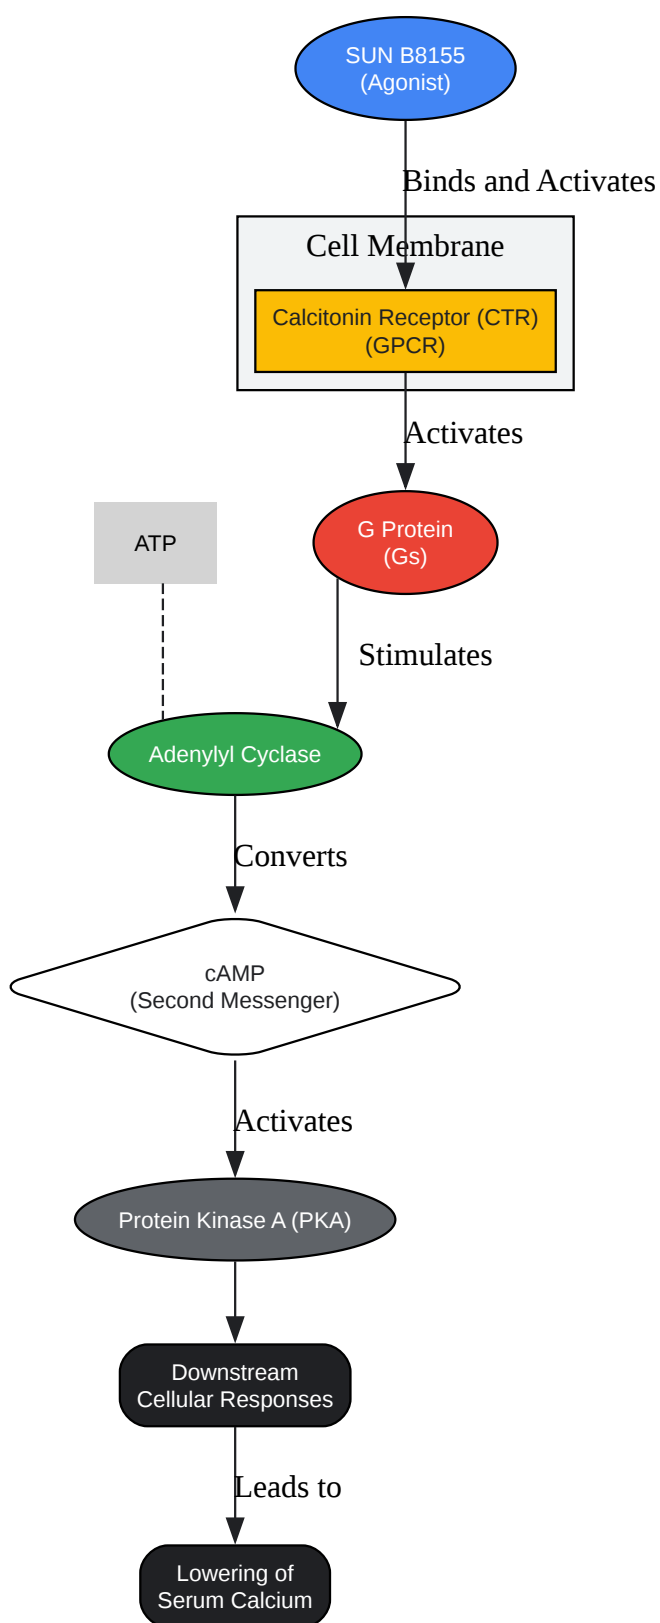 SUN B8155
(Agonist)
Binds and Activates
Cell Membrane
Calcitonin Receptor (CTR)
(GPCR)
Activates
ATP
G Protein
(Gs)
Stimulates
Adenylyl Cyclase
Converts
cAMP
(Second Messenger)
Activates
Protein Kinase A (PKA)
Downstream
Cellular Responses
Leads to
Lowering of
Serum Calcium